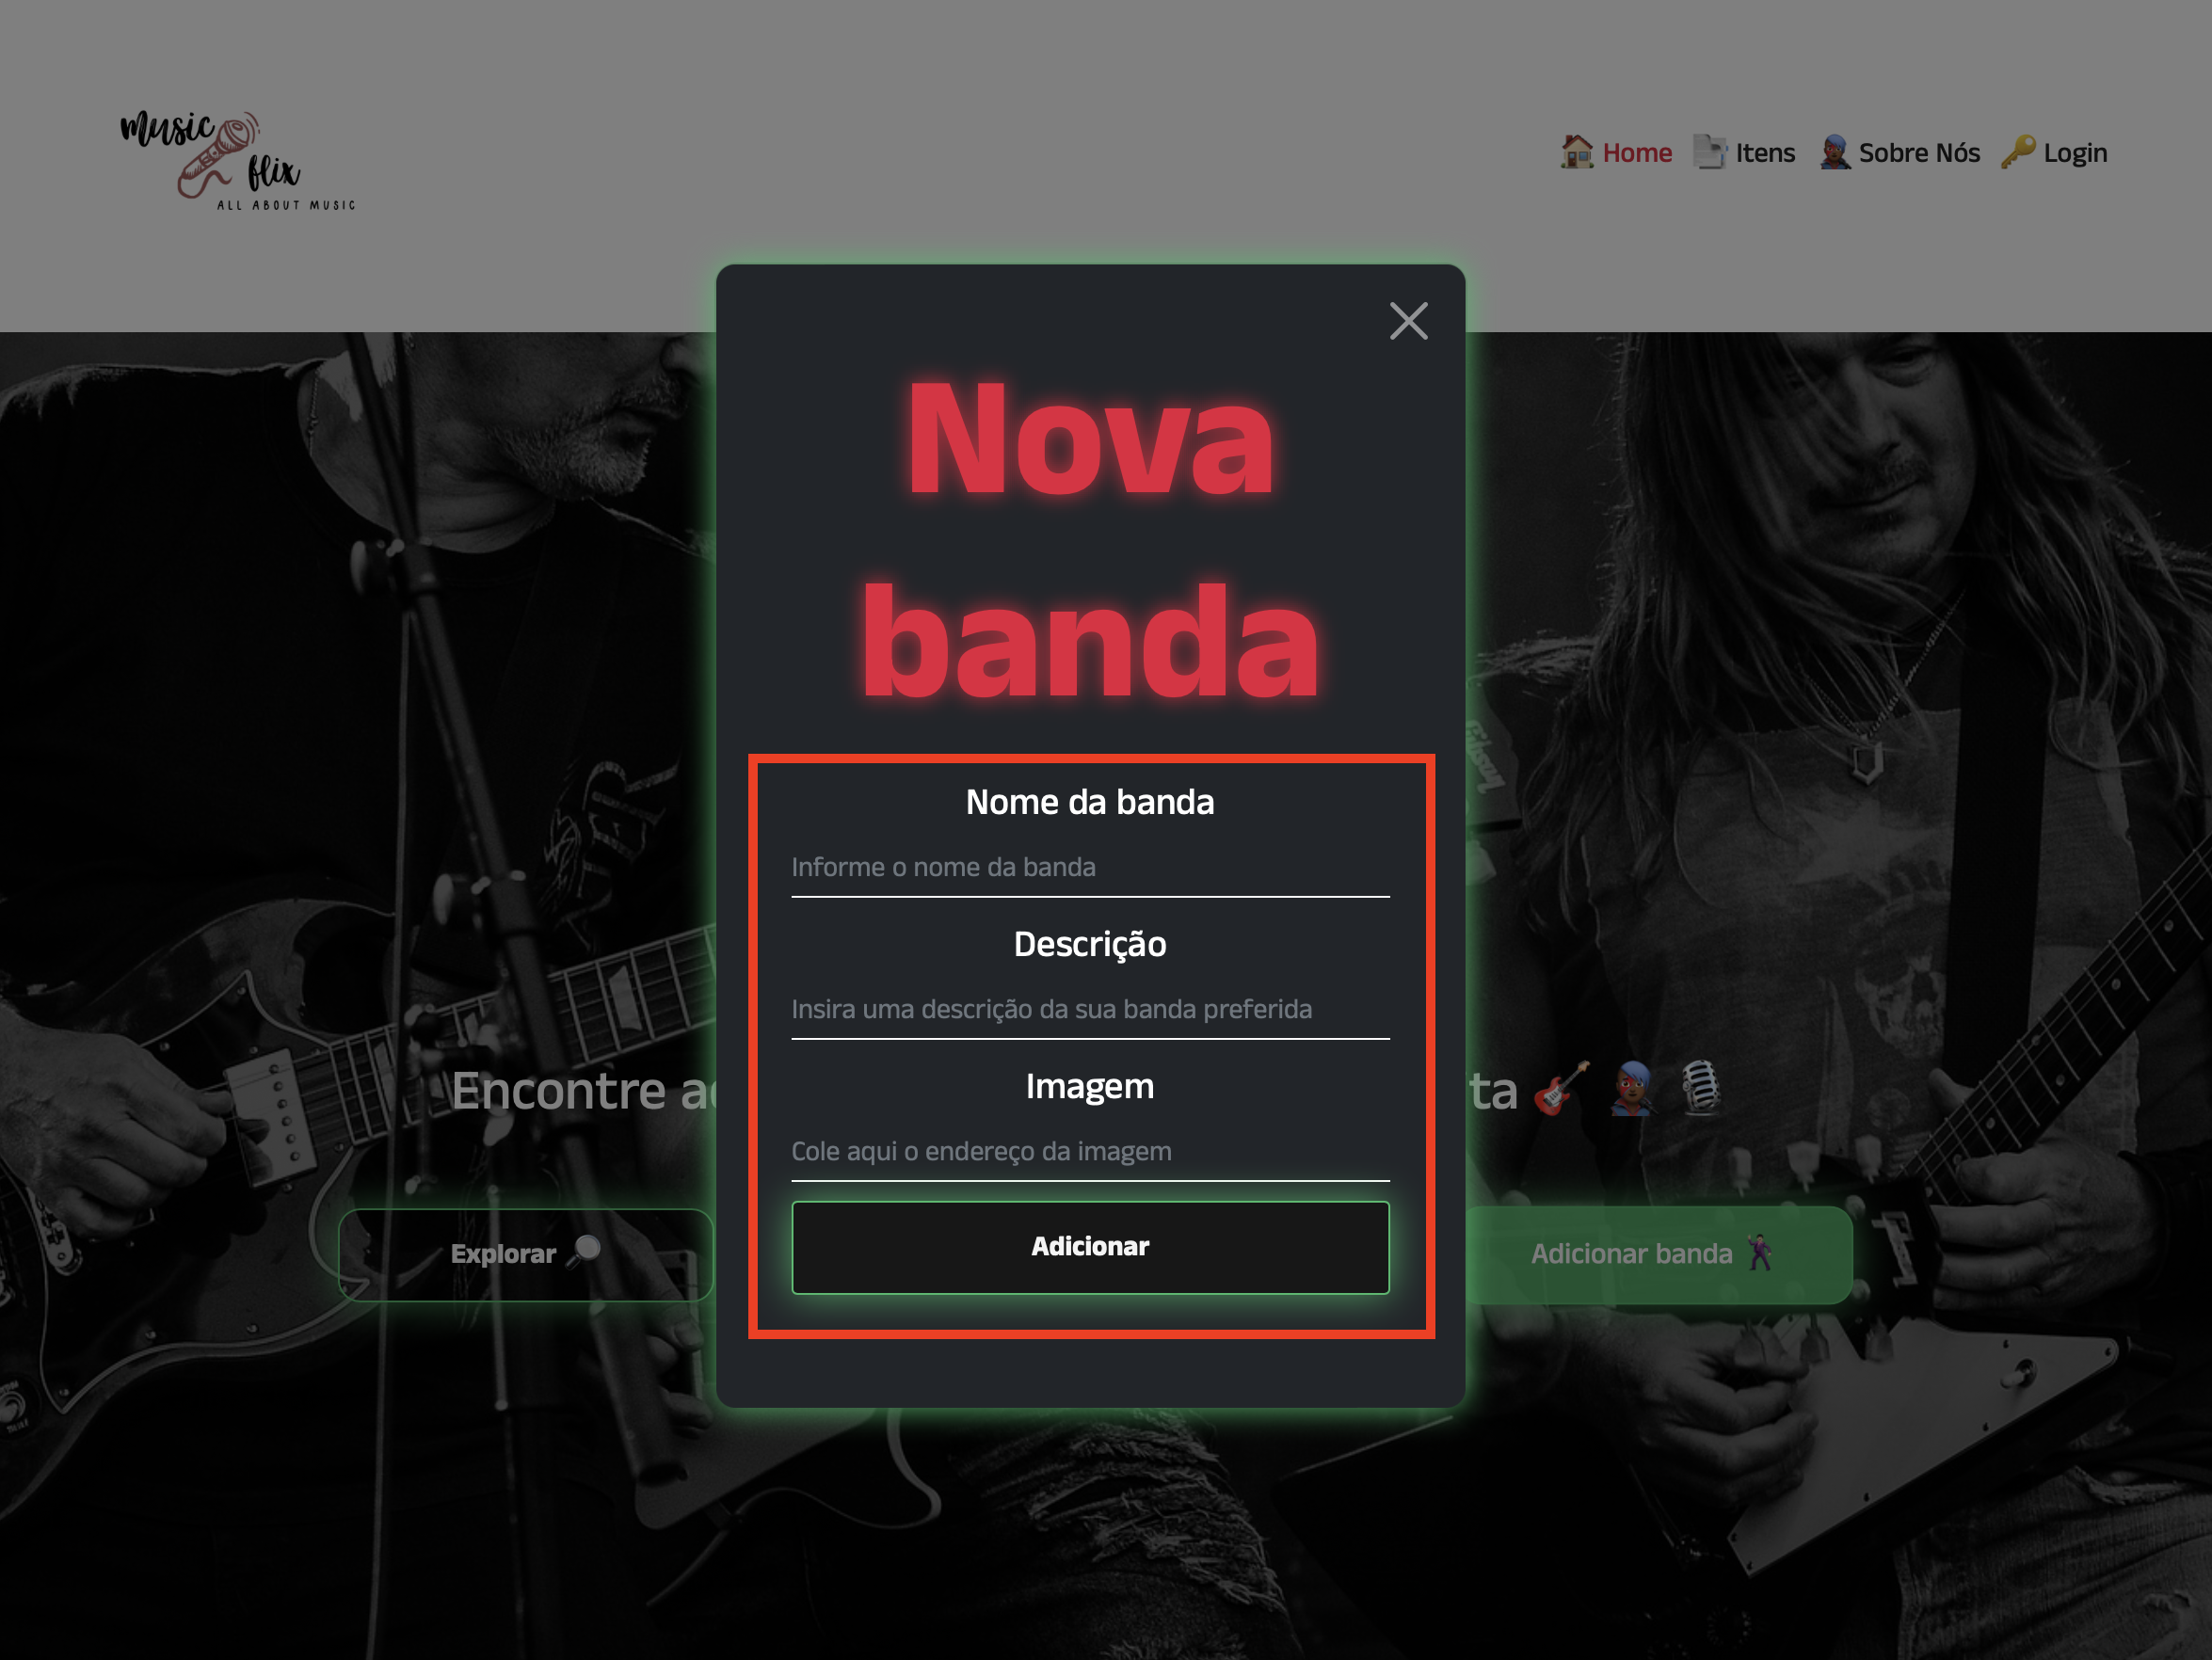 music
flix
ALL ABOUT MUSIC
🏠 Home 📑 Itens 👨🏾‍🎤 Sobre Nós 🔑 Login
Nova
banda
Nome da banda
Informe o nome da banda
Descrição
Insira uma descrição da sua banda preferida
Imagem
Cole aqui o endereço da imagem
Adicionar
Encontre
ta 🎸 👨🏾‍🎤 🎙️
Explorar 🔎
Adicionar banda 🕺🏾
Gibson